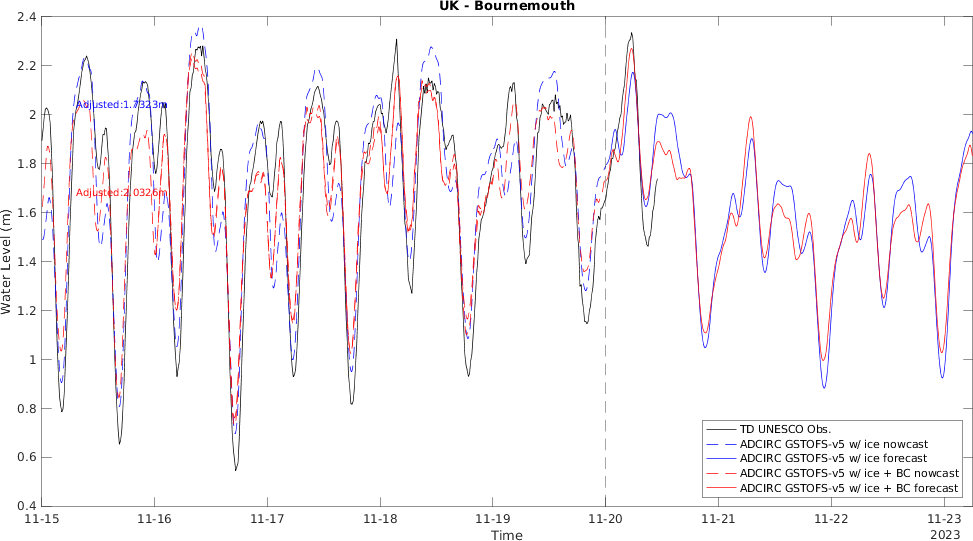 UK - Bournemouth
2.4
2.2
2
1.8
1.6
1.4
1.2
1
0.8
0.6
0.4
Water Level (m)
Adjusted:1.7323m
Adjusted:2.0326m
TD UNESCO Obs.
ADCIRC GSTOFS-v5 w/ ice nowcast
ADCIRC GSTOFS-v5 w/ ice forecast
ADCIRC GSTOFS-v5 w/ ice + BC nowcast
ADCIRC GSTOFS-v5 w/ ice + BC forecast
11-15 11-16 11-17 11-18 11-19 11-20 11-21 11-22 11-23
Time
2023